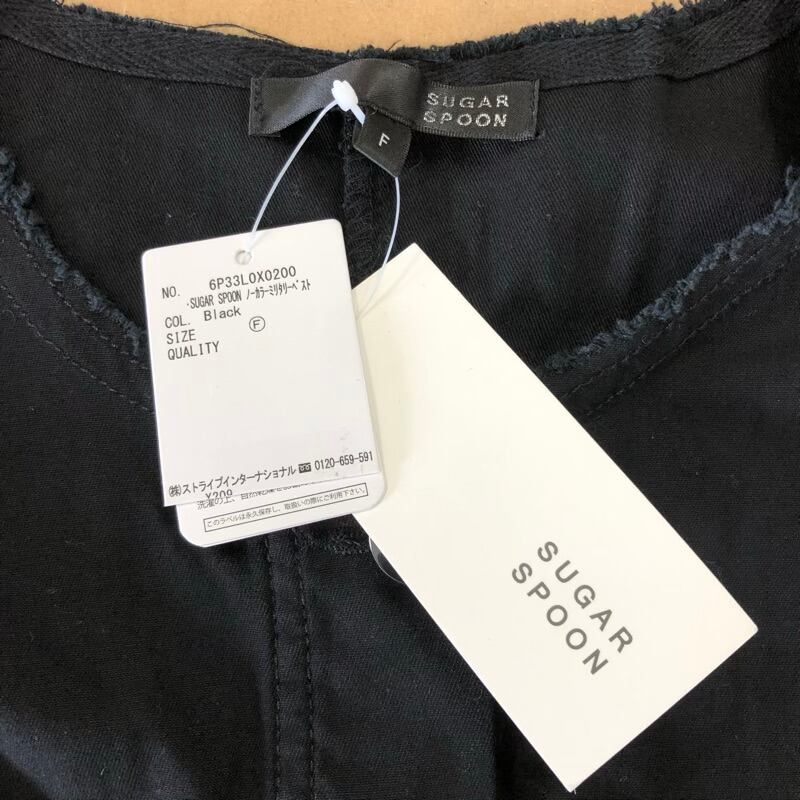 SUGAR
SPOON
F
NO. 6P33L0X0200
･SUGAR SPOON ﾉｰｶﾗｰﾐﾘﾀﾘｰﾍﾞｽﾄ
COL. Black
SIZE Ⓕ
QUALITY
㈱ストライプインターナショナル 0120-659-591
このラベルは永久保存し、取扱いの際にご利用下さい。
SUGAR
SPOON